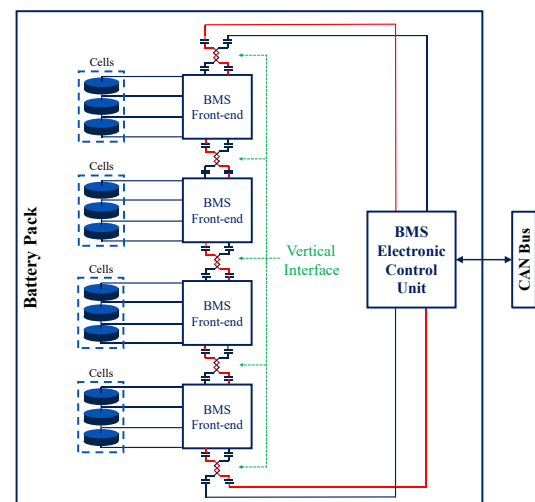 Cells
BMS
Front-end
Cells
BMS
Front-end
Vertical
Interface
Cells
BMS
Front-end
Cells
BMS
Front-end
BMS
Electronic
Control
Unit
CAN Bus
Battery Pack